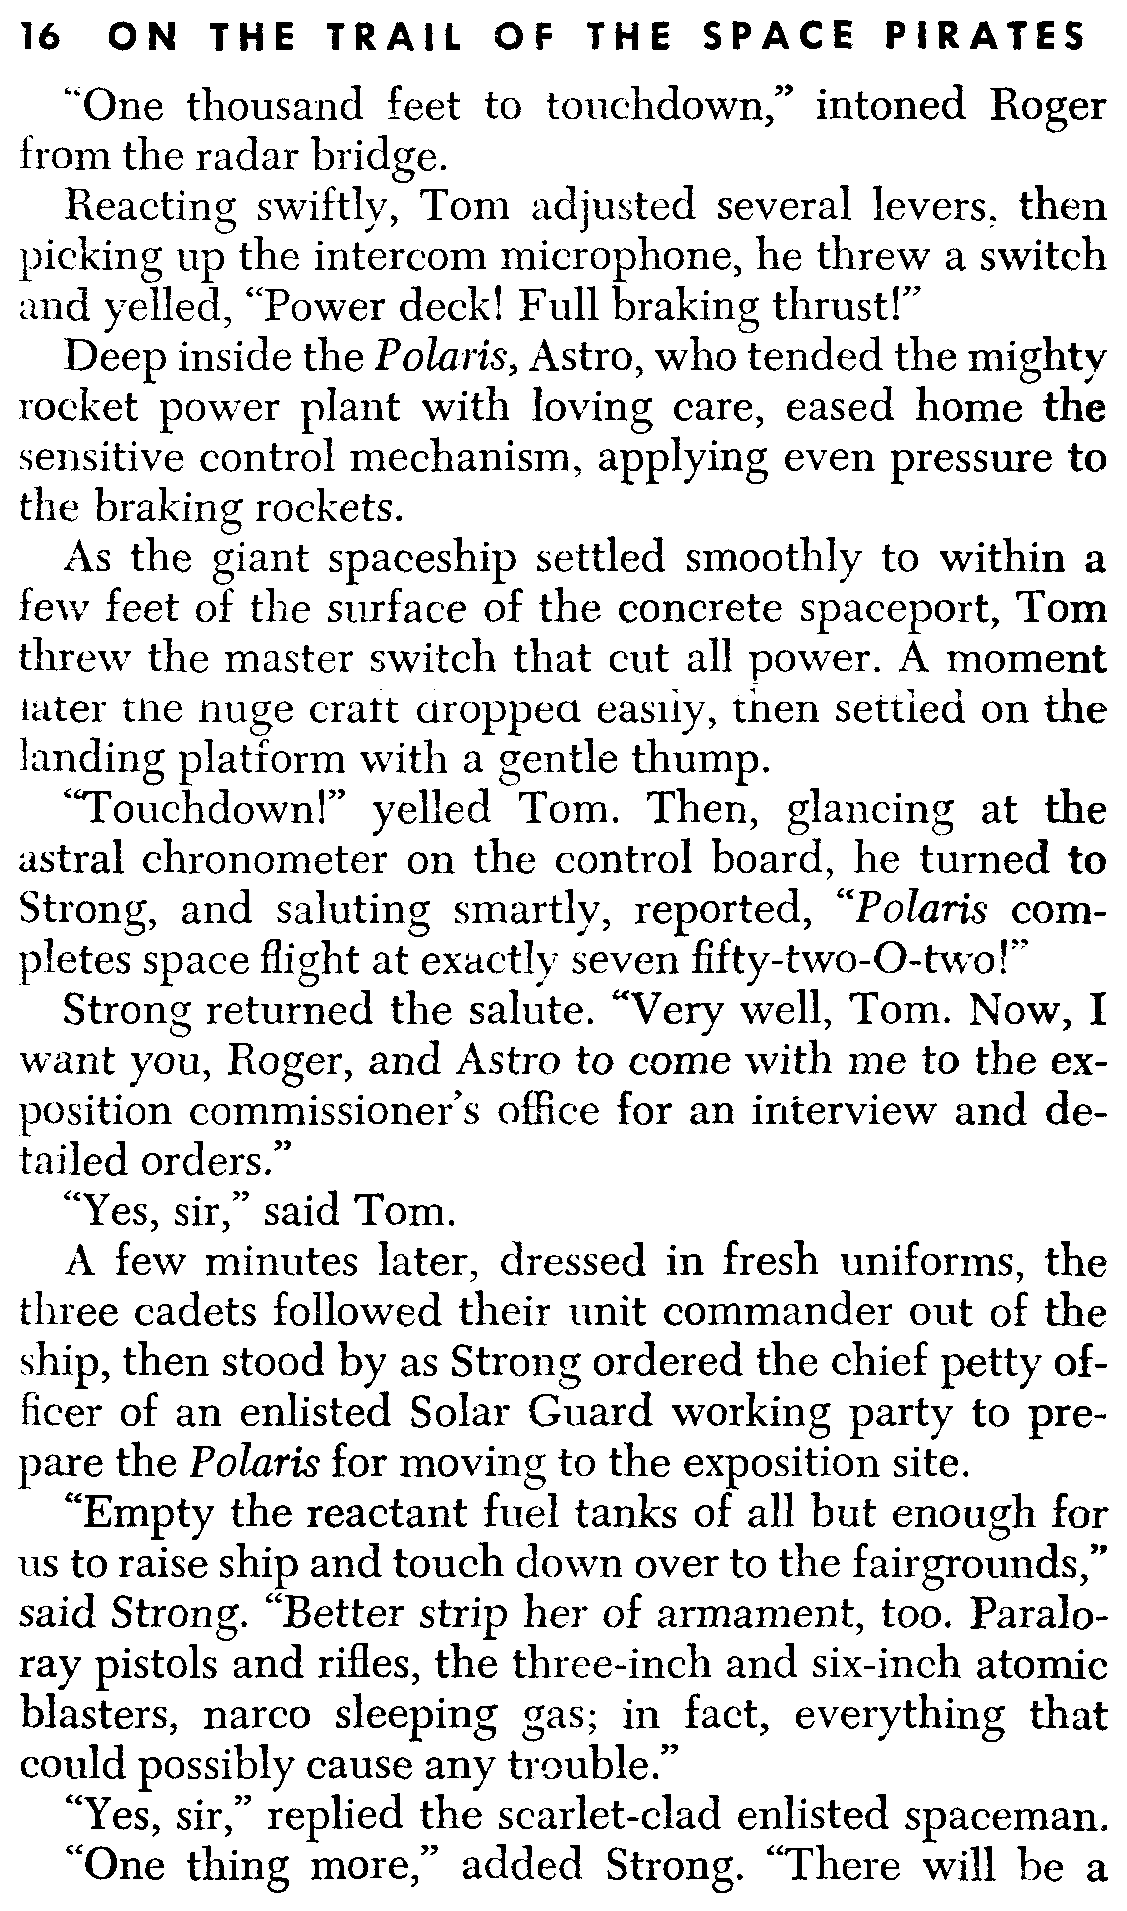 16 ON THE TRAIL OF THE SPACE PIRATES
“One thousand feet to touchdown,” intoned Roger
from the radar bridge.
Reacting swiftly, Tom adjusted several levers, then
picking up the intercom microphone, he threw a switch
and yelled, “Power deck! Full braking thrust!”
Deep inside the Polaris, Astro, who tended the mighty
rocket power plant with loving care, eased home the
sensitive control mechanism, applying even pressure to
the braking rockets.
As the giant spaceship settled smoothly to within a
few feet of the surface of the concrete spaceport, Tom
threw the master switch that cut all power. A moment
later the huge craft dropped easily, then settled on the
landing platform with a gentle thump.
“Touchdown!” yelled Tom. Then, glancing at the
astral chronometer on the control board, he turned to
Strong, and saluting smartly, reported, “Polaris com-
pletes space flight at exactly seven fifty-two-O-two!”
Strong returned the salute. “Very well, Tom. Now, I
want you, Roger, and Astro to come with me to the ex-
position commissioner’s office for an interview and de-
tailed orders.”
“Yes, sir,” said Tom.
A few minutes later, dressed in fresh uniforms, the
three cadets followed their unit commander out of the
ship, then stood by as Strong ordered the chief petty of-
ficer of an enlisted Solar Guard working party to pre-
pare the Polaris for moving to the exposition site.
“Empty the reactant fuel tanks of all but enough for
us to raise ship and touch down over to the fairgrounds,”
said Strong. “Better strip her of armament, too. Paralo-
ray pistols and rifles, the three-inch and six-inch atomic
blasters, narco sleeping gas; in fact, everything that
could possibly cause any trouble.”
“Yes, sir,” replied the scarlet-clad enlisted spaceman.
“One thing more,” added Strong. “There will be a